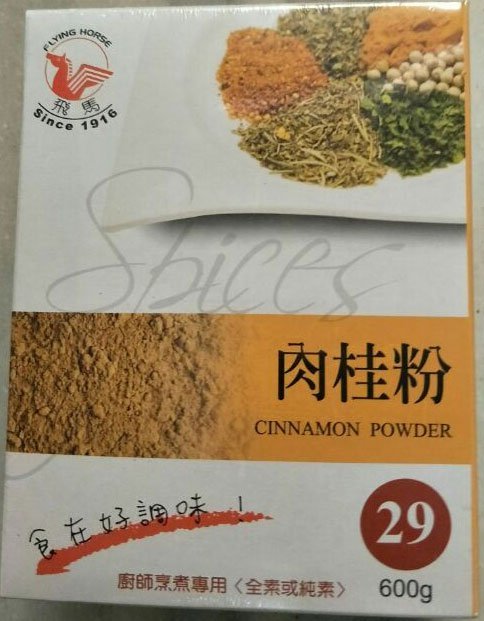 FLYING HORSE
飛馬
Since 1916
Spices
肉桂粉
CINNAMON POWDER
食在好調味！
29
廚師烹煮專用〈全素或純素〉
600g